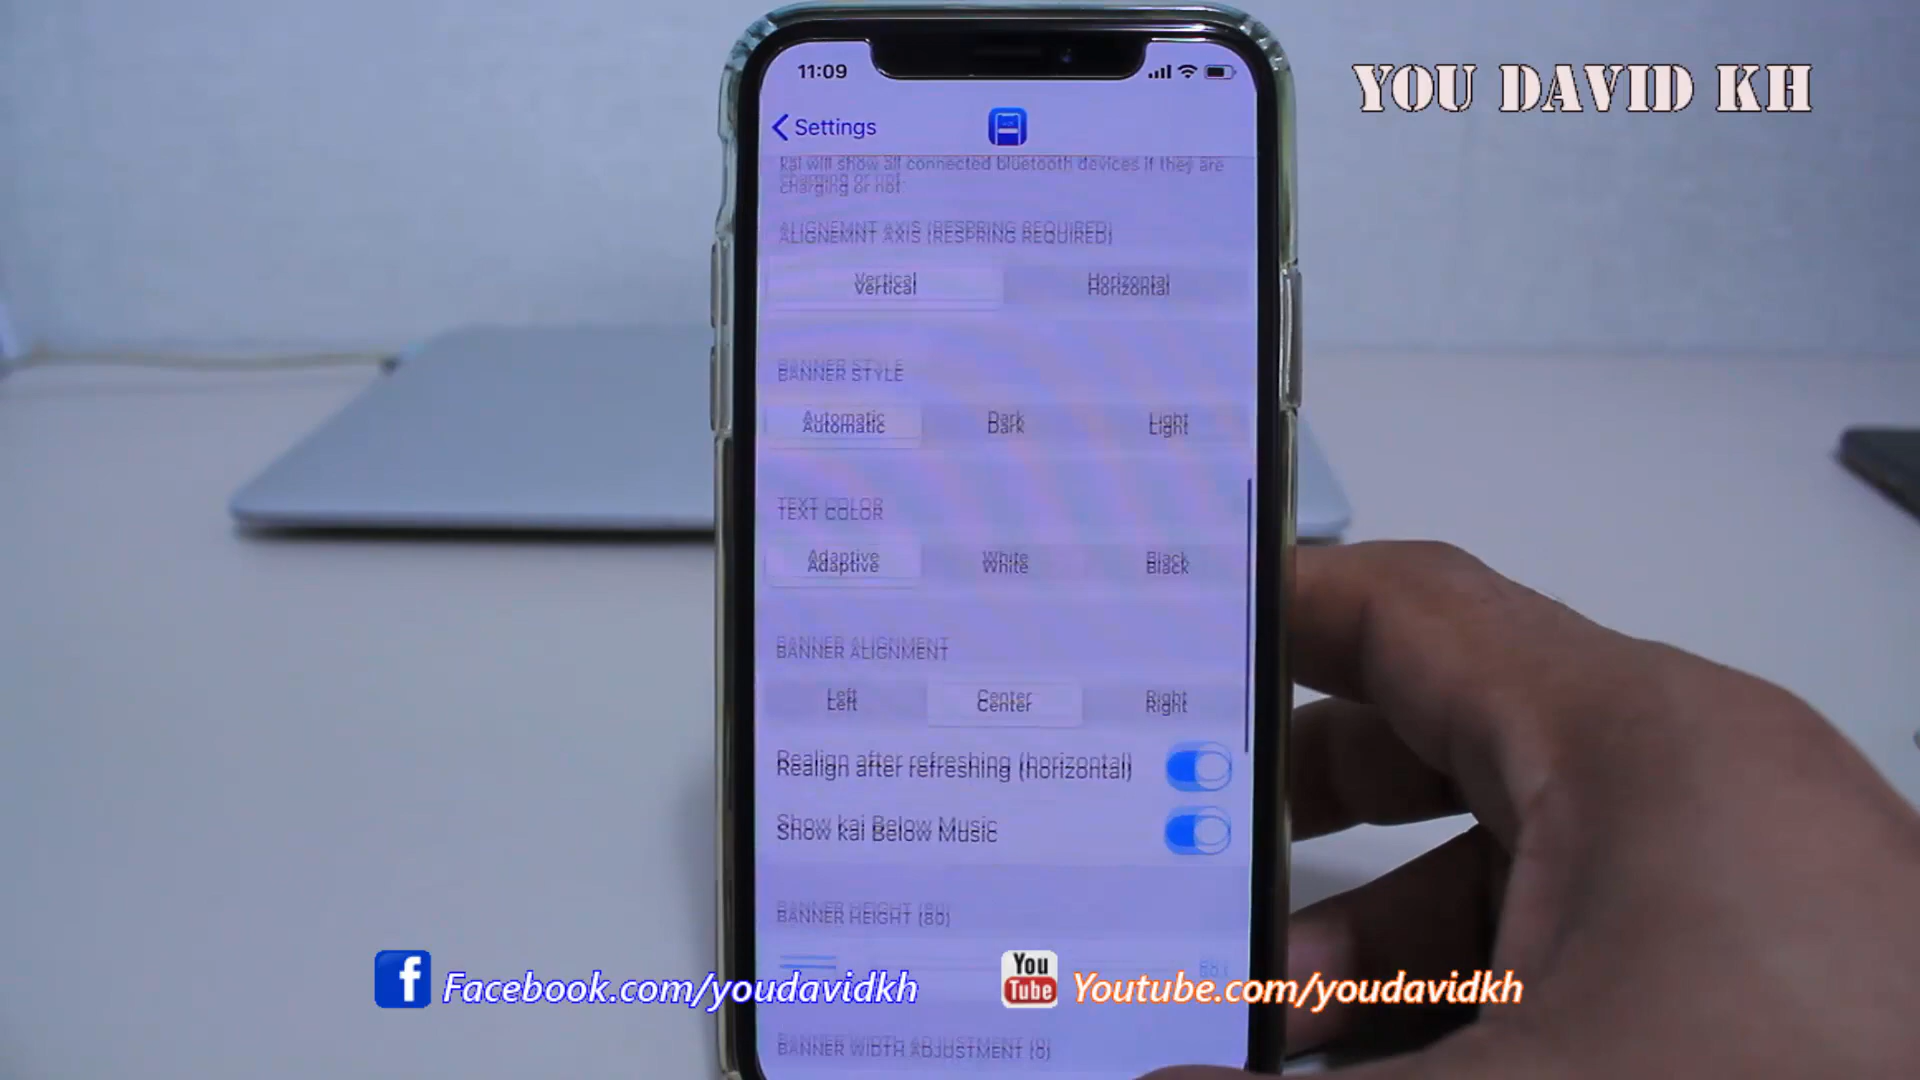 YOU DAVID KH
11:09
Settings
kai will show all connected bluetooth devices if they are
charging or not
ALIGNEMNT AXIS (RESPRING REQUIRED)
Vertical Horizontal
BANNER STYLE
Automatic Dark Light
TEXT COLOR
Adaptive White Black
BANNER ALIGNMENT
Left Center Right
Realign after refreshing (horizontal)
Show kai Below Music
BANNER HEIGHT (80)
f Facebook.com/youdavidkh
You Tube Youtube.com/youdavidkh
BANNER WIDTH ADJUSTMENT (0)